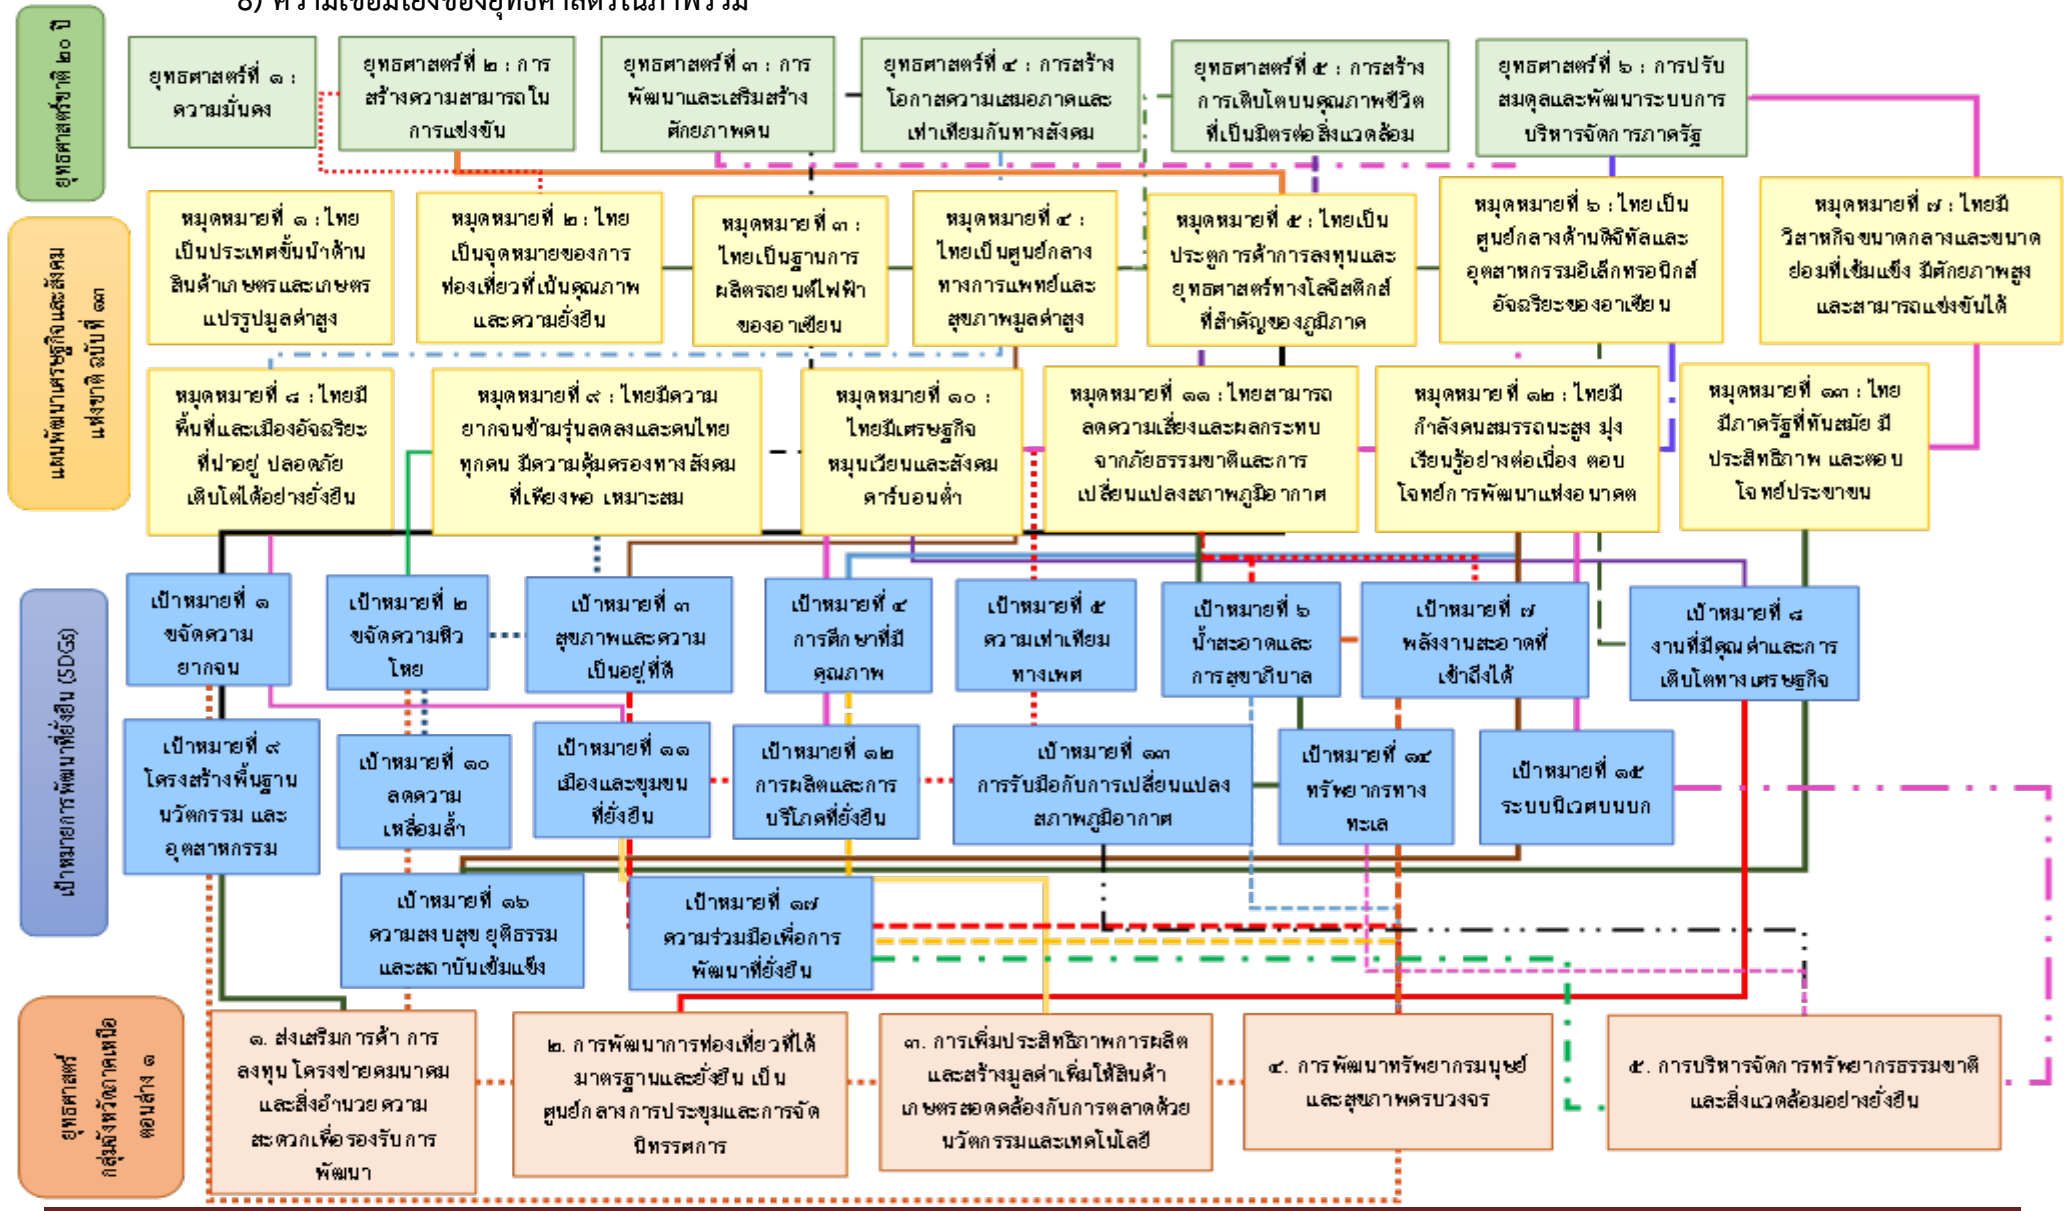 8) ความเชื่อมโยงของยุทธศาสตร์ในภาพรวม
ยุทธศาสตร์ชาติ ๒๐ ปี
ยุทธศาสตร์ที่ ๑ :
ความมั่นคง
ยุทธศาสตร์ที่ ๒ : การ
สร้างความสามารถใน
การแข่งขัน
ยุทธศาสตร์ที่ ๓ : การ
พัฒนาและเสริมสร้าง
ศักยภาพคน
ยุทธศาสตร์ที่ ๔ : การสร้าง
โอกาสความเสมอภาคและ
เท่าเทียมกันทางสังคม
ยุทธศาสตร์ที่ ๕ : การสร้าง
การเติบโตบนคุณภาพชีวิต
ที่เป็นมิตรต่อสิ่งแวดล้อม
ยุทธศาสตร์ที่ ๖ : การปรับ
สมดุลและพัฒนาระบบการ
บริหารจัดการภาครัฐ
แผนพัฒนาเศรษฐกิจและสังคม
แห่งชาติ ฉบับที่ ๑๓
หมุดหมายที่ ๑ : ไทย
เป็นประเทศชั้นนำด้าน
สินค้าเกษตรและเกษตร
แปรรูปมูลค่าสูง
หมุดหมายที่ ๒ : ไทย
เป็นจุดหมายของการ
ท่องเที่ยวที่เน้นคุณภาพ
และความยั่งยืน
หมุดหมายที่ ๓ :
ไทยเป็นฐานการ
ผลิตรถยนต์ไฟฟ้า
ของอาเซียน
หมุดหมายที่ ๔ :
ไทยเป็นศูนย์กลาง
ทางการแพทย์และ
สุขภาพมูลค่าสูง
หมุดหมายที่ ๕ : ไทยเป็น
ประตูการค้าการลงทุนและ
ยุทธศาสตร์ทางโลจิสติกส์
ที่สำคัญของภูมิภาค
หมุดหมายที่ ๖ : ไทยเป็น
ศูนย์กลางด้านดิจิทัลและ
อุตสาหกรรมอิเล็กทรอนิกส์
อัจฉริยะของอาเซียน
หมุดหมายที่ ๗ : ไทยมี
วิสาหกิจขนาดกลางและขนาด
ย่อมที่เข้มแข็ง มีศักยภาพสูง
และสามารถแข่งขันได้
หมุดหมายที่ ๘ : ไทยมี
พื้นที่และเมืองอัจฉริยะ
ที่น่าอยู่ ปลอดภัย
เติบโตได้อย่างยั่งยืน
หมุดหมายที่ ๙ : ไทยมีความ
ยากจนข้ามรุ่นลดลงและคนไทย
ทุกคน มีความคุ้มครองทางสังคม
ที่เพียงพอ เหมาะสม
หมุดหมายที่ ๑๐ :
ไทยมีเศรษฐกิจ
หมุนเวียนและสังคม
คาร์บอนต่ำ
หมุดหมายที่ ๑๑ : ไทยสามารถ
ลดความเสี่ยงและผลกระทบ
จากภัยธรรมชาติและการ
เปลี่ยนแปลงสภาพภูมิอากาศ
หมุดหมายที่ ๑๒ : ไทยมี
กำลังคนสมรรถนะสูง มุ่ง
เรียนรู้อย่างต่อเนื่อง ตอบ
โจทย์การพัฒนาแห่งอนาคต
หมุดหมายที่ ๑๓ : ไทย
มีภาครัฐที่ทันสมัย มี
ประสิทธิภาพ และตอบ
โจทย์ประชาชน
เป้าหมายการพัฒนาที่ยั่งยืน (SDGs)
เป้าหมายที่ ๑
ขจัดความ
ยากจน
เป้าหมายที่ ๒
ขจัดความหิว
โหย
เป้าหมายที่ ๓
สุขภาพและความ
เป็นอยู่ที่ดี
เป้าหมายที่ ๔
การศึกษาที่มี
คุณภาพ
เป้าหมายที่ ๕
ความเท่าเทียม
ทางเพศ
เป้าหมายที่ ๖
น้ำสะอาดและ
การสุขาภิบาล
เป้าหมายที่ ๗
พลังงานสะอาดที่
เข้าถึงได้
เป้าหมายที่ ๘
งานที่มีคุณค่าและการ
เติบโตทางเศรษฐกิจ
เป้าหมายที่ ๙
โครงสร้างพื้นฐาน
นวัตกรรม และ
อุตสาหกรรม
เป้าหมายที่ ๑๐
ลดความ
เหลื่อมล้ำ
เป้าหมายที่ ๑๑
เมืองและชุมชน
ที่ยั่งยืน
เป้าหมายที่ ๑๒
การผลิตและการ
บริโภคที่ยั่งยืน
เป้าหมายที่ ๑๓
การรับมือกับการเปลี่ยนแปลง
สภาพภูมิอากาศ
เป้าหมายที่ ๑๔
ทรัพยากรทาง
ทะเล
เป้าหมายที่ ๑๕
ระบบนิเวศบนบก
เป้าหมายที่ ๑๖
ความสงบสุข ยุติธรรม
และสถาบันเข้มแข็ง
เป้าหมายที่ ๑๗
ความร่วมมือเพื่อการ
พัฒนาที่ยั่งยืน
ยุทธศาสตร์
กลุ่มจังหวัดภาคเหนือ
ตอนล่าง ๑
๑. ส่งเสริมการค้า การ
ลงทุน โครงข่ายคมนาคม
และสิ่งอำนวยความ
สะดวกเพื่อรองรับการ
พัฒนา
๒. การพัฒนาการท่องเที่ยวที่ได้
มาตรฐานและยั่งยืน เป็น
ศูนย์กลางการประชุมและการจัด
นิทรรศการ
๓. การเพิ่มประสิทธิภาพการผลิต
และสร้างมูลค่าเพิ่มให้สินค้า
เกษตรสอดคล้องกับการตลาดด้วย
นวัตกรรมและเทคโนโลยี
๔. การพัฒนาทรัพยากรมนุษย์
และสุขภาพครบวงจร
๕. การบริหารจัดการทรัพยากรธรรมชาติ
และสิ่งแวดล้อมอย่างยั่งยืน